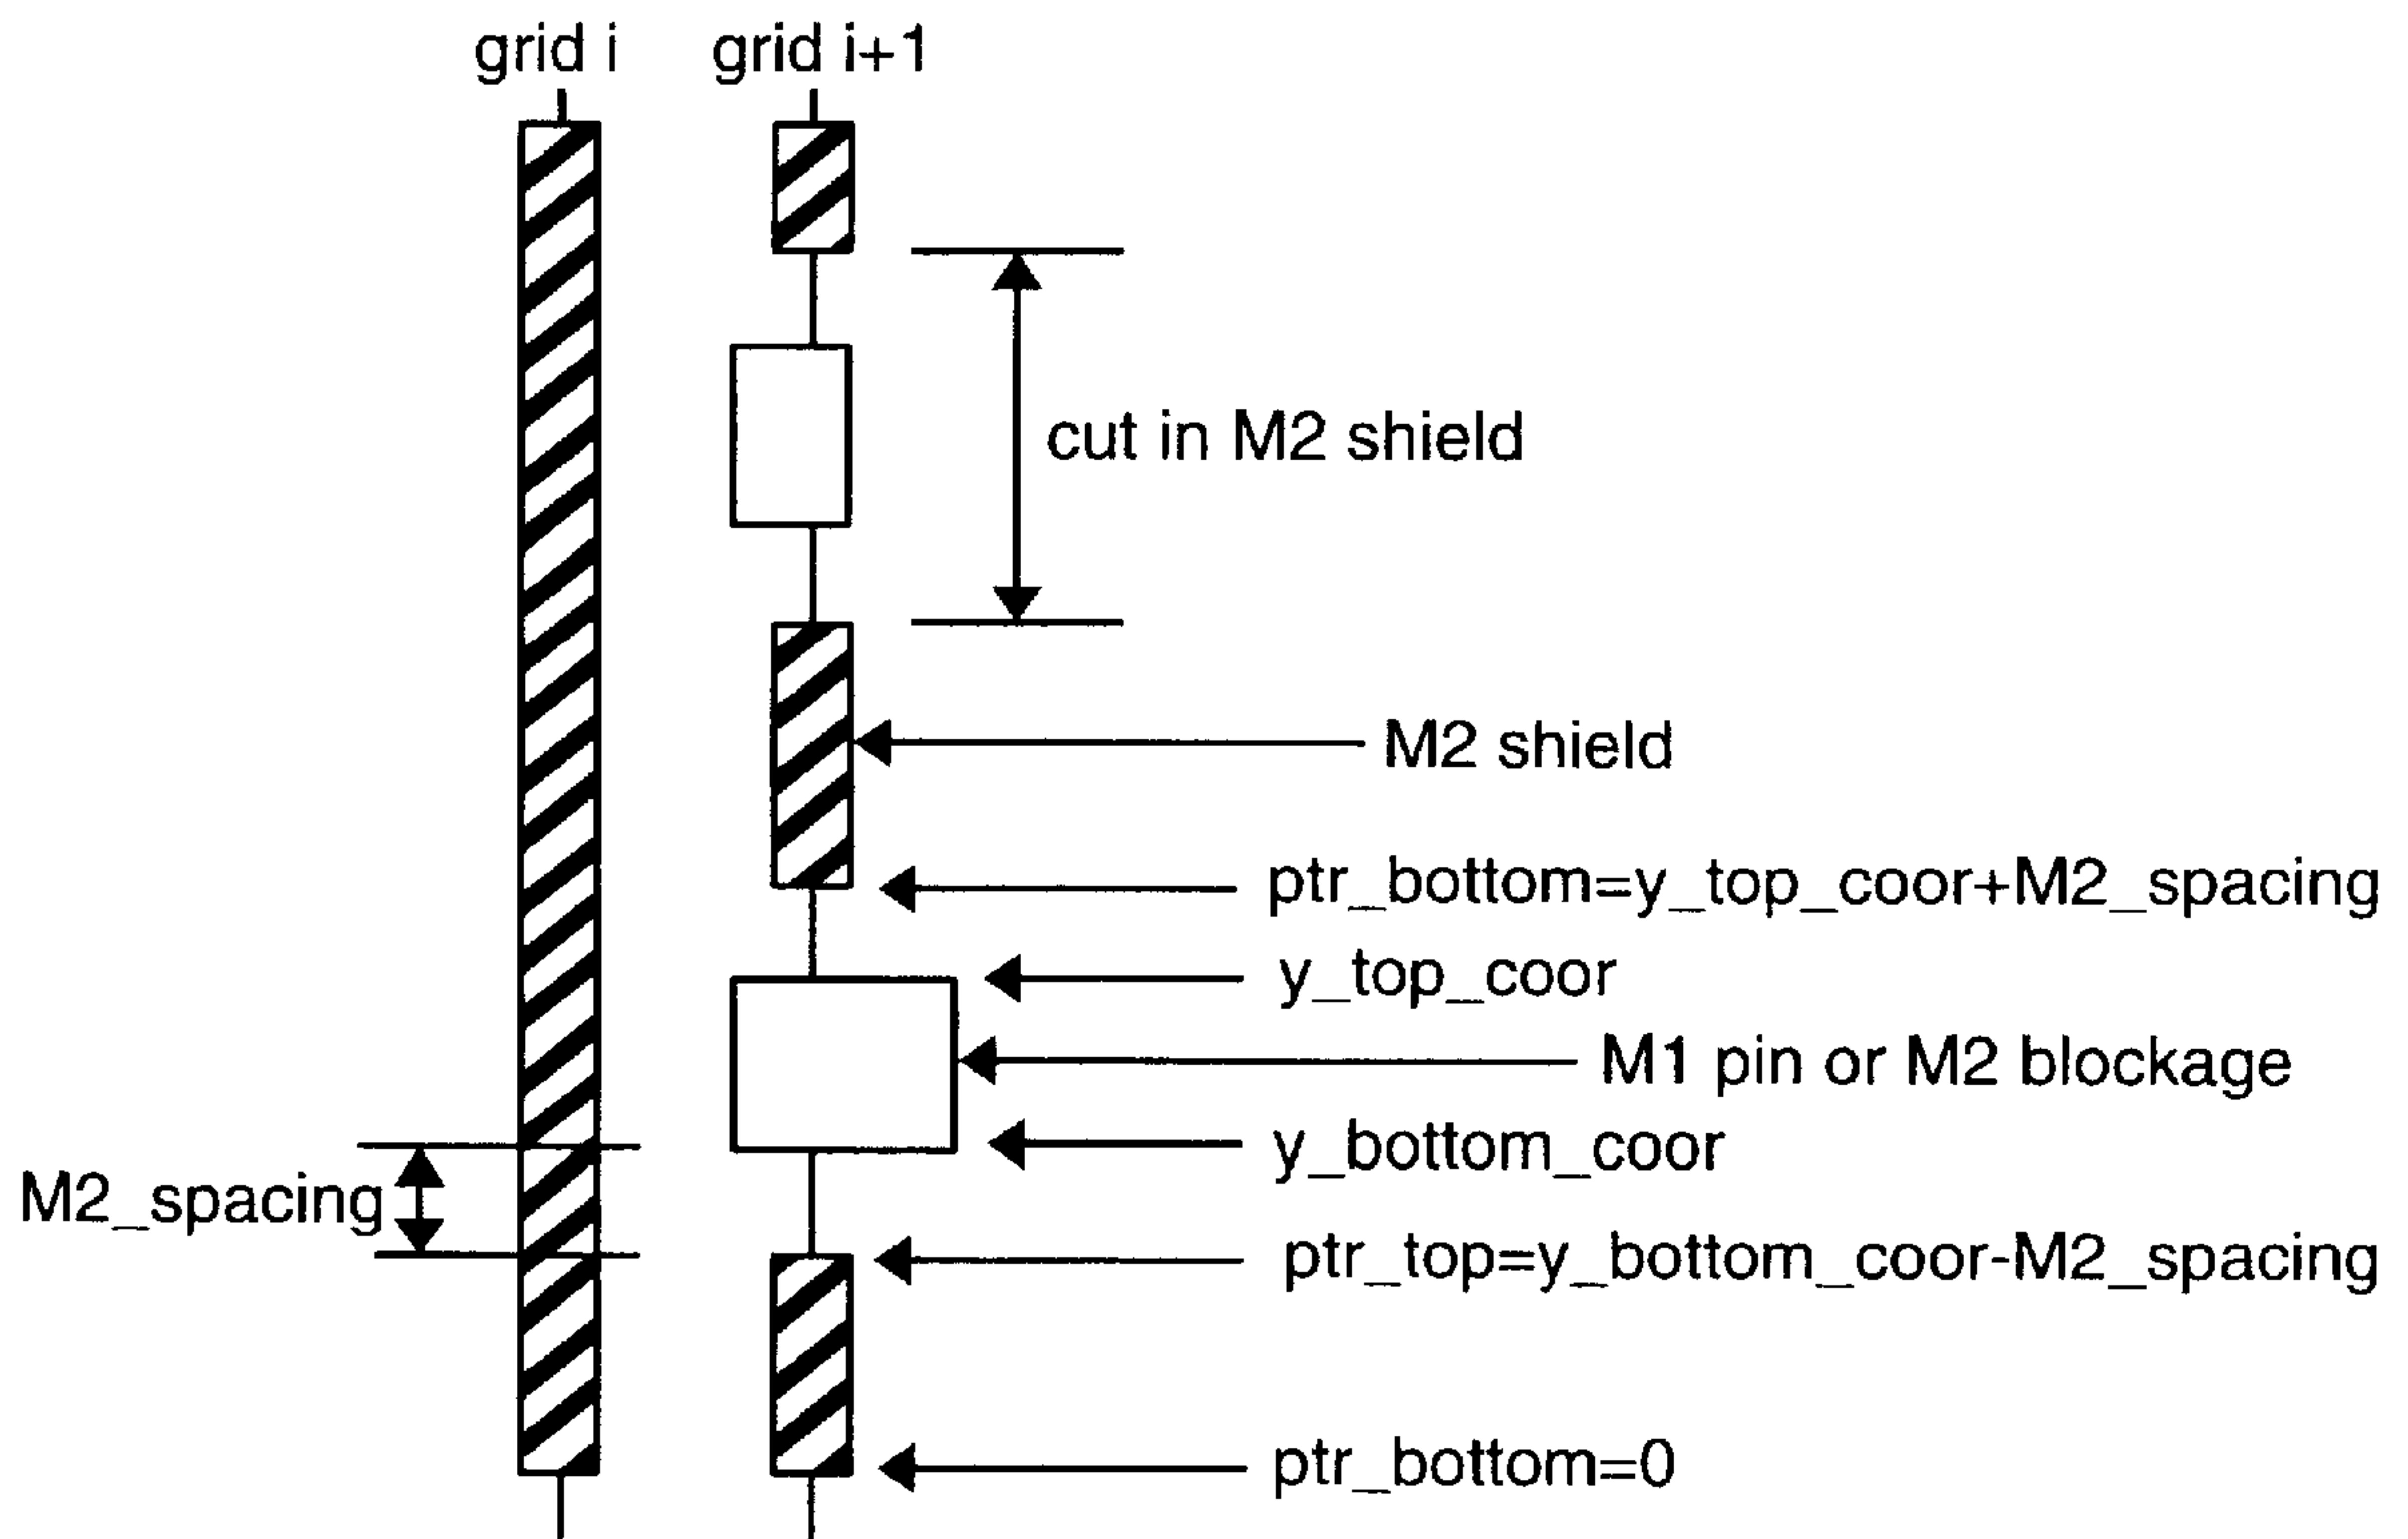 grid i
grid i+1
cut in M2 shield
M2 shield
ptr_bottom=y_top_coor+M2_spacing
y_top_coor
M1 pin or M2 blockage
y_bottom_coor
M2_spacing
ptr_top=y_bottom_coor-M2_spacing
ptr_bottom=0